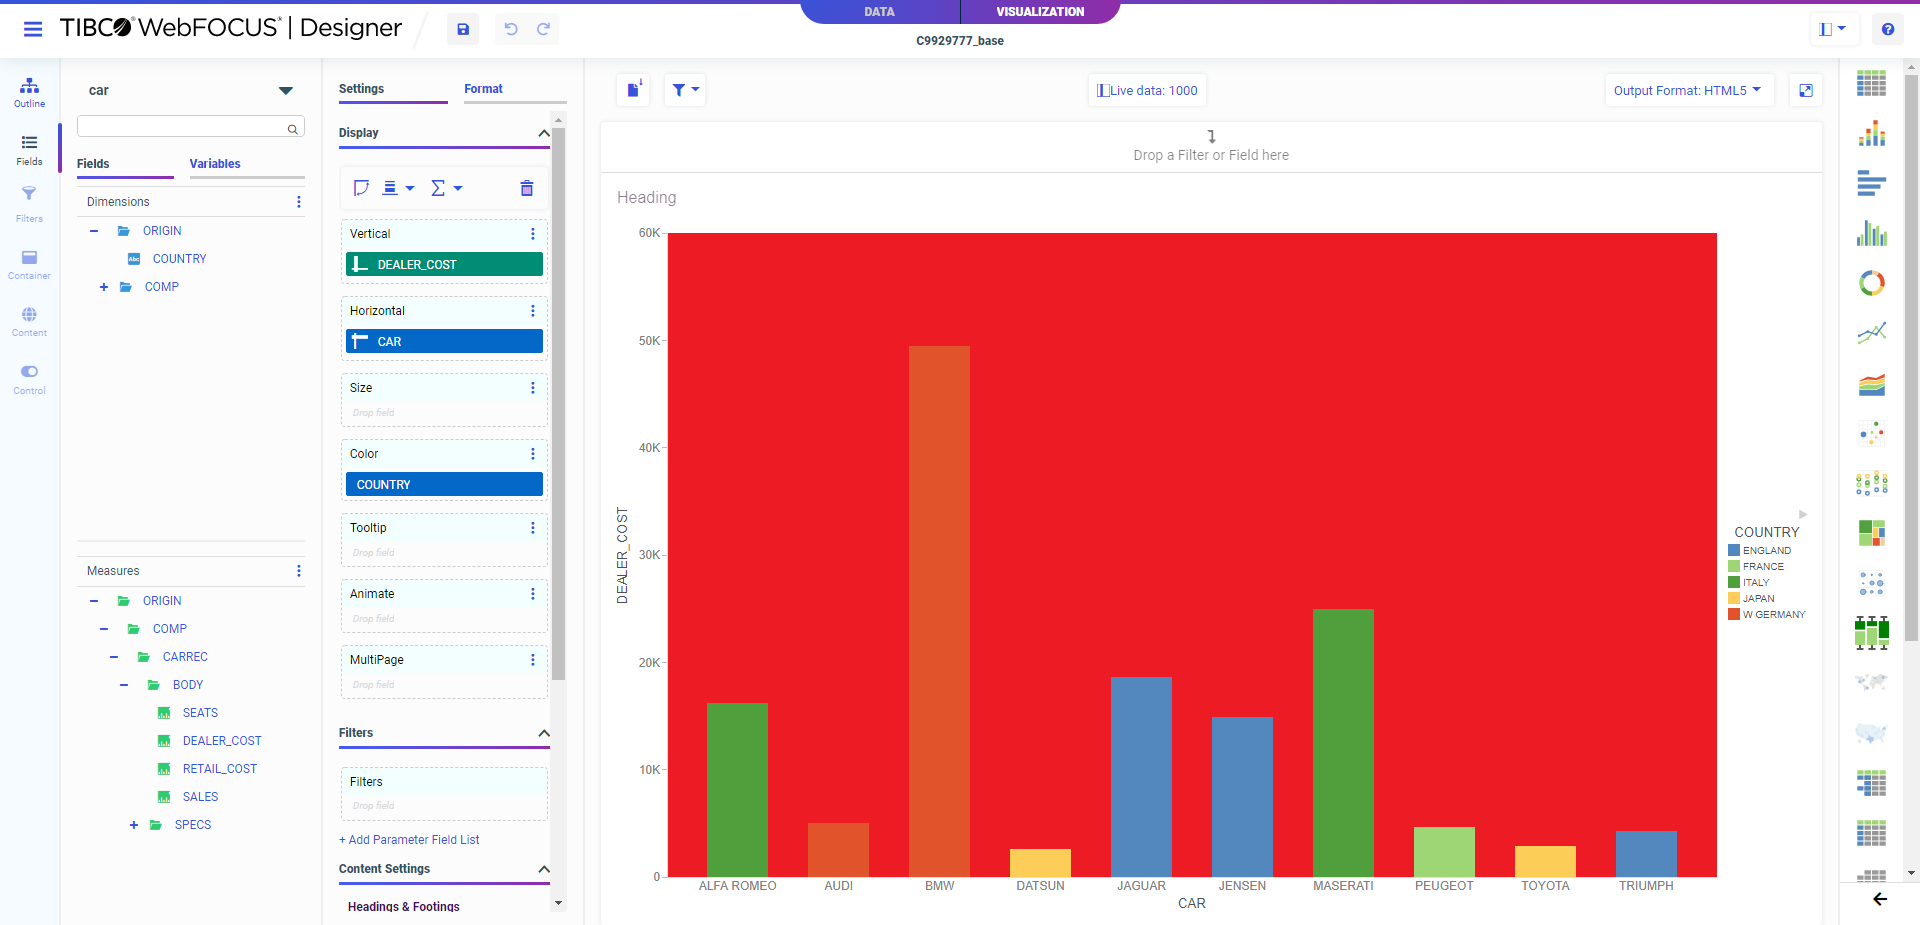 TIBCO® WebFOCUS® | Designer
DATA
VISUALIZATION
C9929777_base
Outline
Fields
Filters
Container
Content
Control
car
Fields
Variables
Dimensions
ORIGIN
Abc
COUNTRY
COMP
Measures
ORIGIN
COMP
CARREC
BODY
SEATS
DEALER_COST
RETAIL_COST
SALES
SPECS
Settings
Format
Display
Vertical
DEALER_COST
Horizontal
CAR
Size
Drop field
Color
COUNTRY
Tooltip
Drop field
Animate
Drop field
MultiPage
Drop field
Filters
Filters
Drop field
+ Add Parameter Field List
Content Settings
Headings & Footings
Live data: 1000
Output Format: HTML5
Drop a Filter or Field here
Heading
60K
50K
40K
30K
20K
10K
0
DEALER_COST
ALFA ROMEO
AUDI
BMW
DATSUN
JAGUAR
JENSEN
MASERATI
PEUGEOT
TOYOTA
TRIUMPH
CAR
COUNTRY
ENGLAND
FRANCE
ITALY
JAPAN
W GERMANY